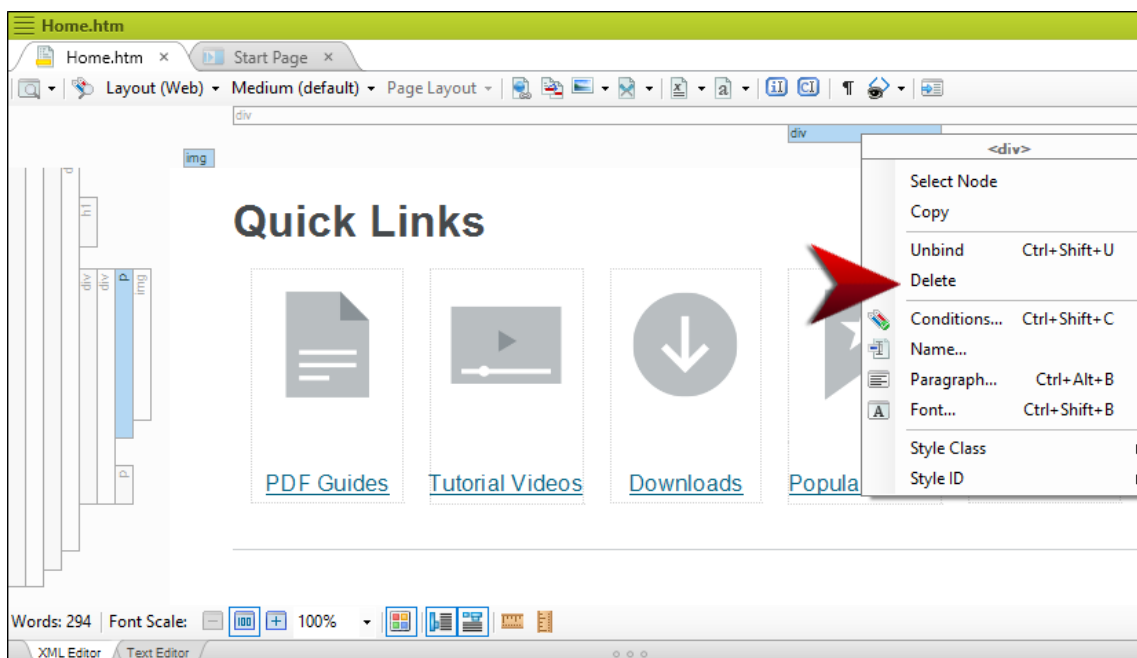 Home.htm
Home.htm × Start Page ×
Layout (Web) Medium (default) Page Layout
div
div
img
<div>
Select Node
Copy
Unbind Ctrl+Shift+U
Delete
Conditions... Ctrl+Shift+C
Name...
Paragraph... Ctrl+Alt+B
Font... Ctrl+Shift+B
Style Class
Style ID
h1
div
div
p
img
p
Quick Links
PDF Guides Tutorial Videos Downloads Popula
Words: 294 Font Scale: 100 100%
XML Editor Text Editor